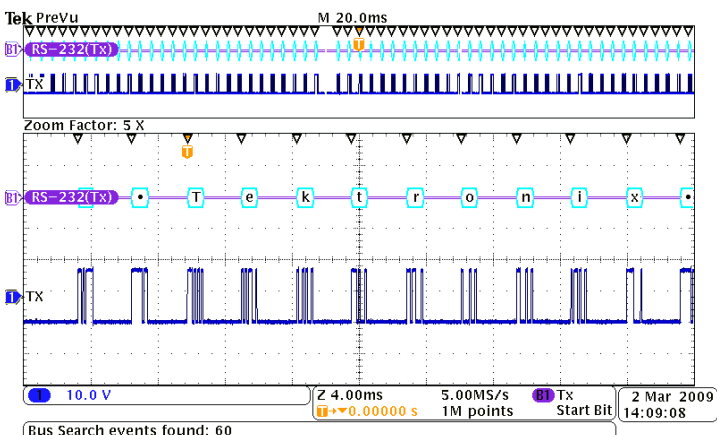 Tek PreVu M 20.0ms
B1 RS-232(Tx) T
1 TX
Zoom Factor: 5 X
T
B1 RS-232(Tx) • T e k t r o n i x •
1 TX
1 10.0 V Z 4.00ms 5.00MS/s B1 Tx 2 Mar 2009
T→▼0.00000 s 1M points Start Bit 14:09:08
Bus Search events found: 60